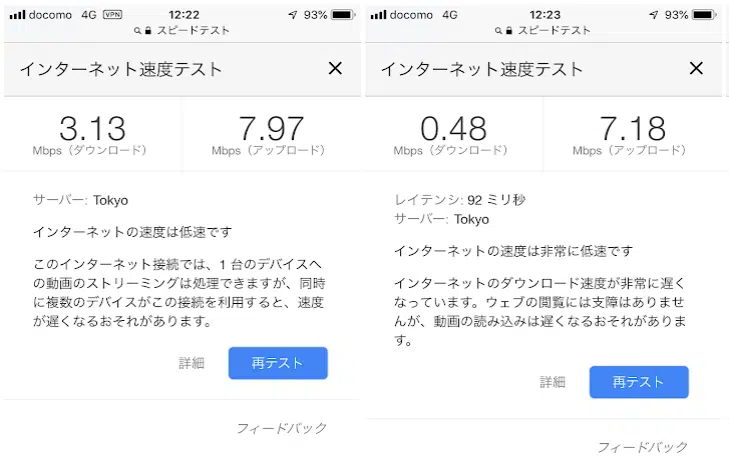 docomo 4G VPN 12:22 93%
スピードテスト
インターネット速度テスト ×
3.13 7.97
Mbps（ダウンロード） Mbps（アップロード）
サーバー: Tokyo
インターネットの速度は低速です
このインターネット接続では、1 台のデバイスへ
の動画のストリーミングは処理できますが、同時
に複数のデバイスがこの接続を利用すると、速度
が遅くなるおそれがあります。
詳細 再テスト
フィードバック
docomo 4G 12:23 93%
スピードテスト
インターネット速度テスト ×
0.48 7.18
Mbps（ダウンロード） Mbps（アップロード）
レイテンシ: 92 ミリ秒
サーバー: Tokyo
インターネットの速度は非常に低速です
インターネットのダウンロード速度が非常に遅く
なっています。ウェブの閲覧には支障はありませ
んが、動画の読み込みは遅くなるおそれがありま
す。
詳細 再テスト
フィードバック